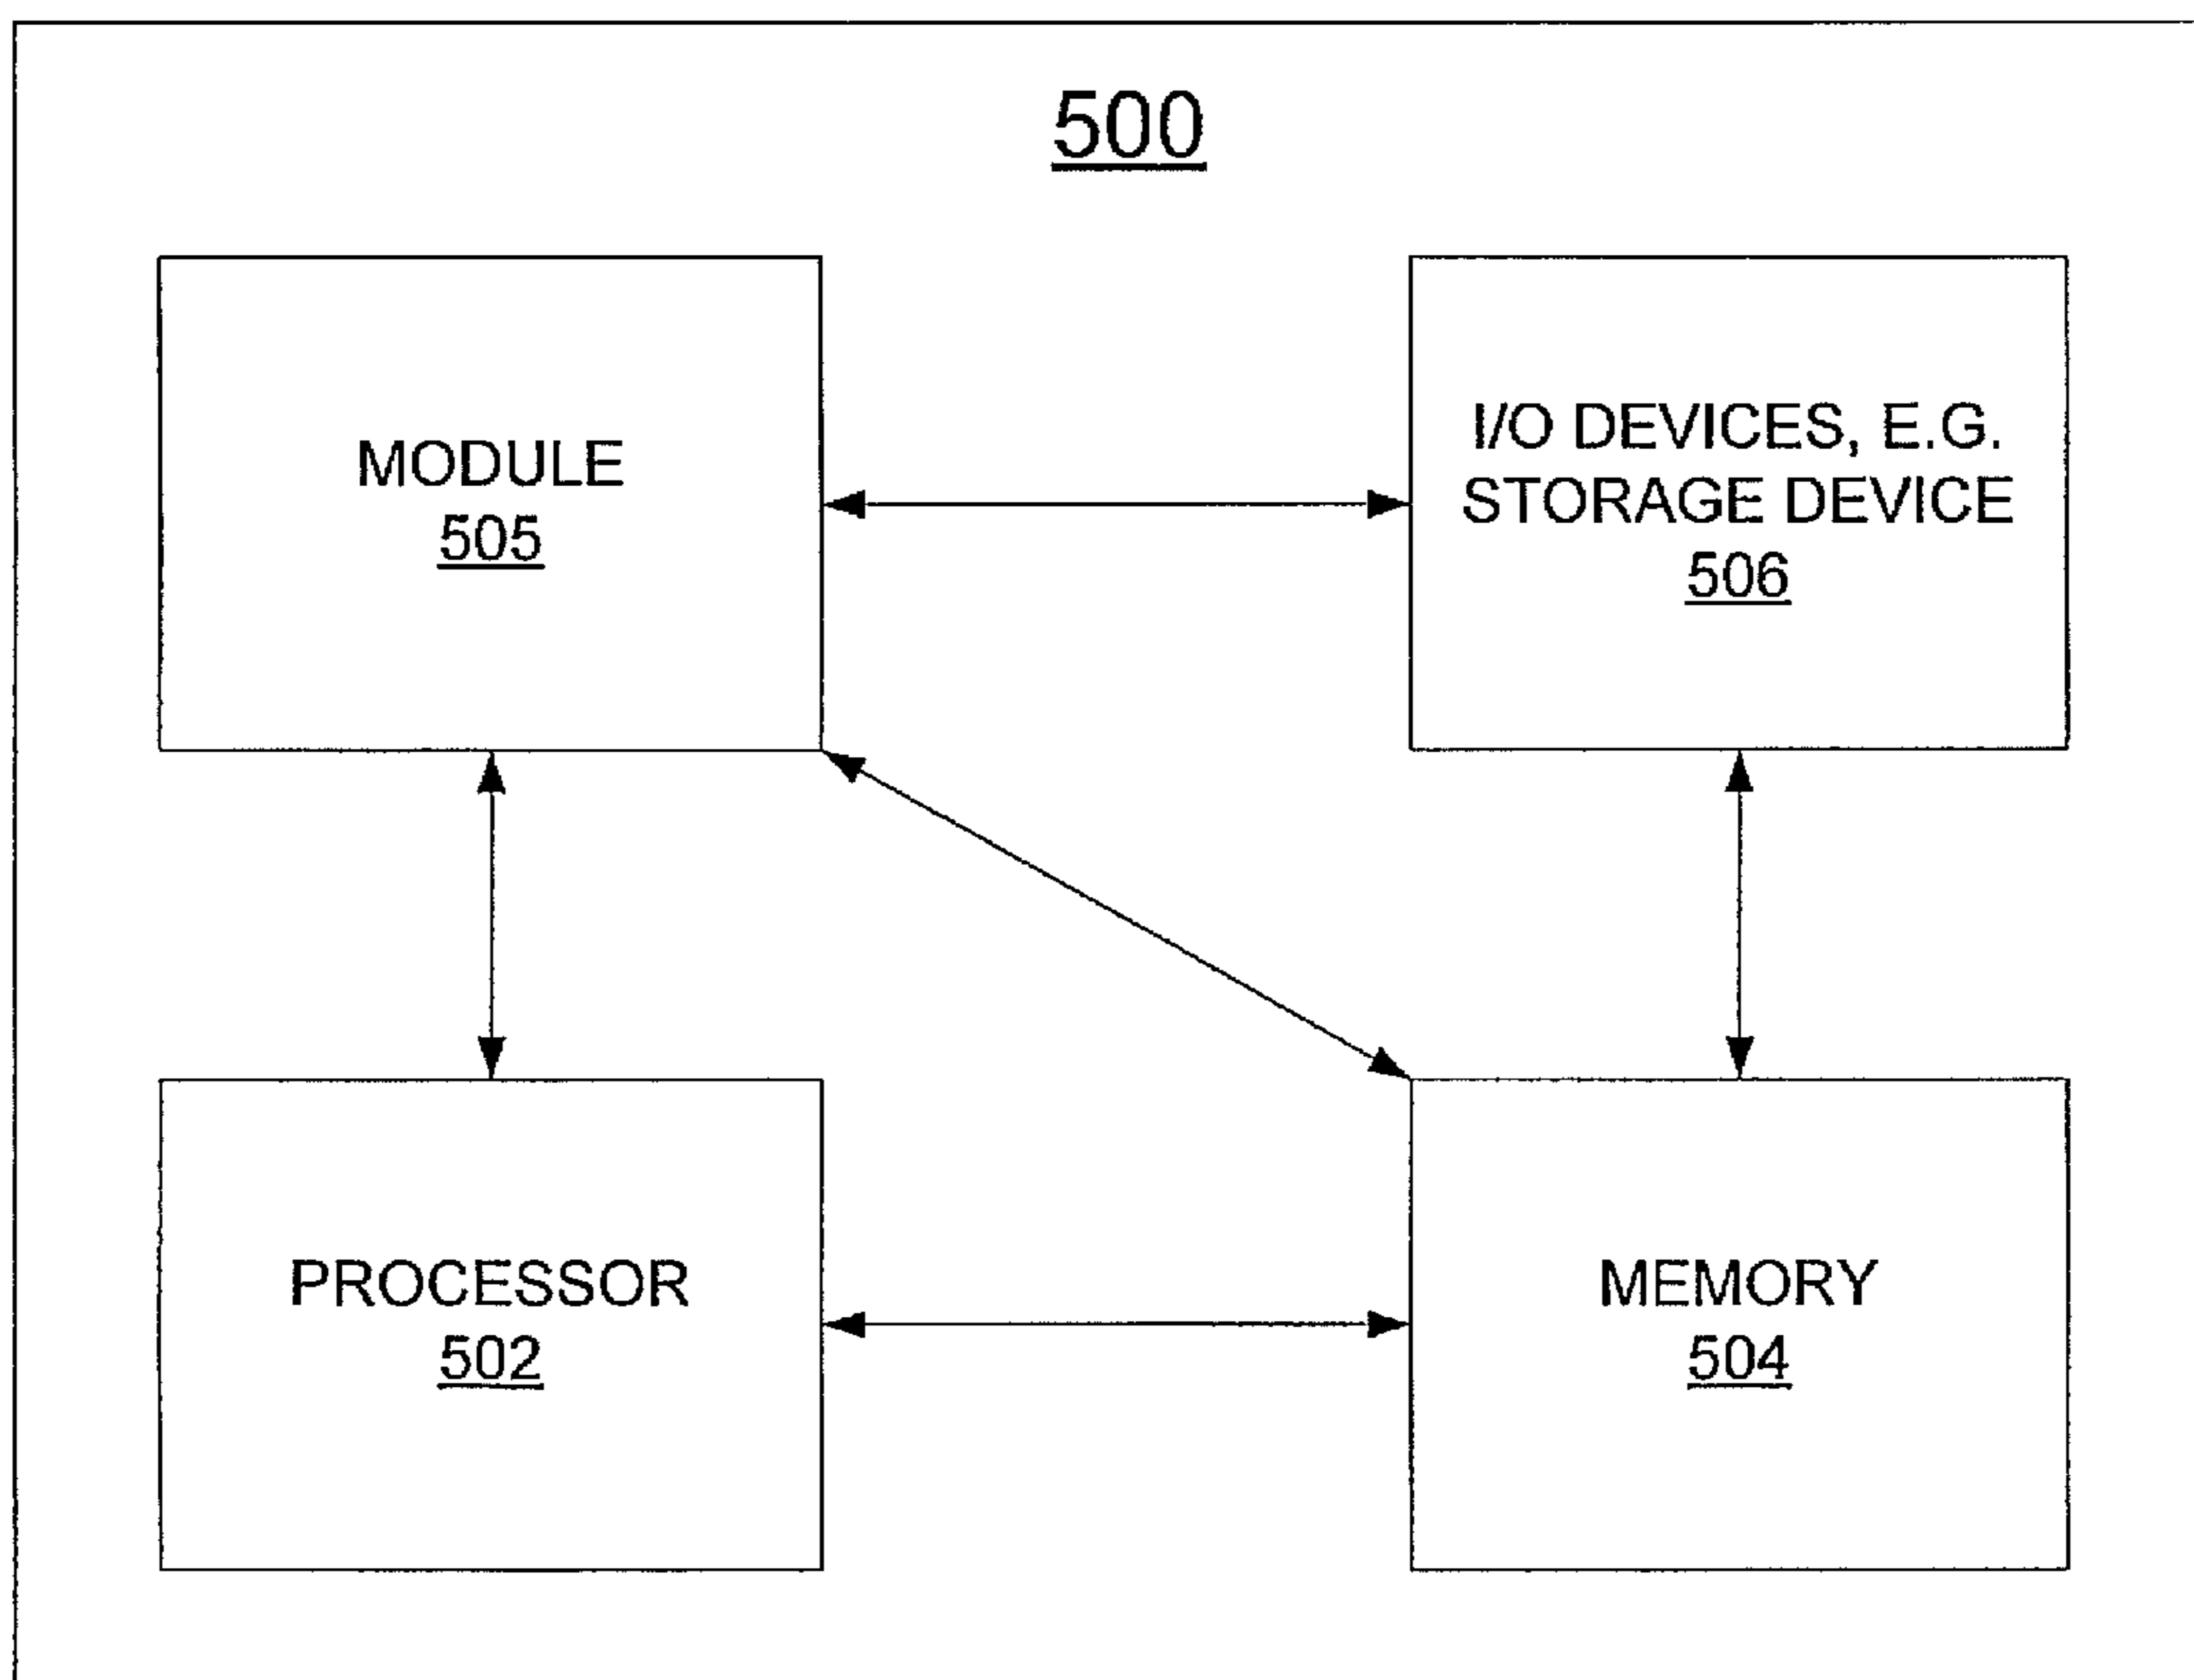 500
MODULE
505
I/O DEVICES, E.G.
STORAGE DEVICE
506
PROCESSOR
502
MEMORY
504